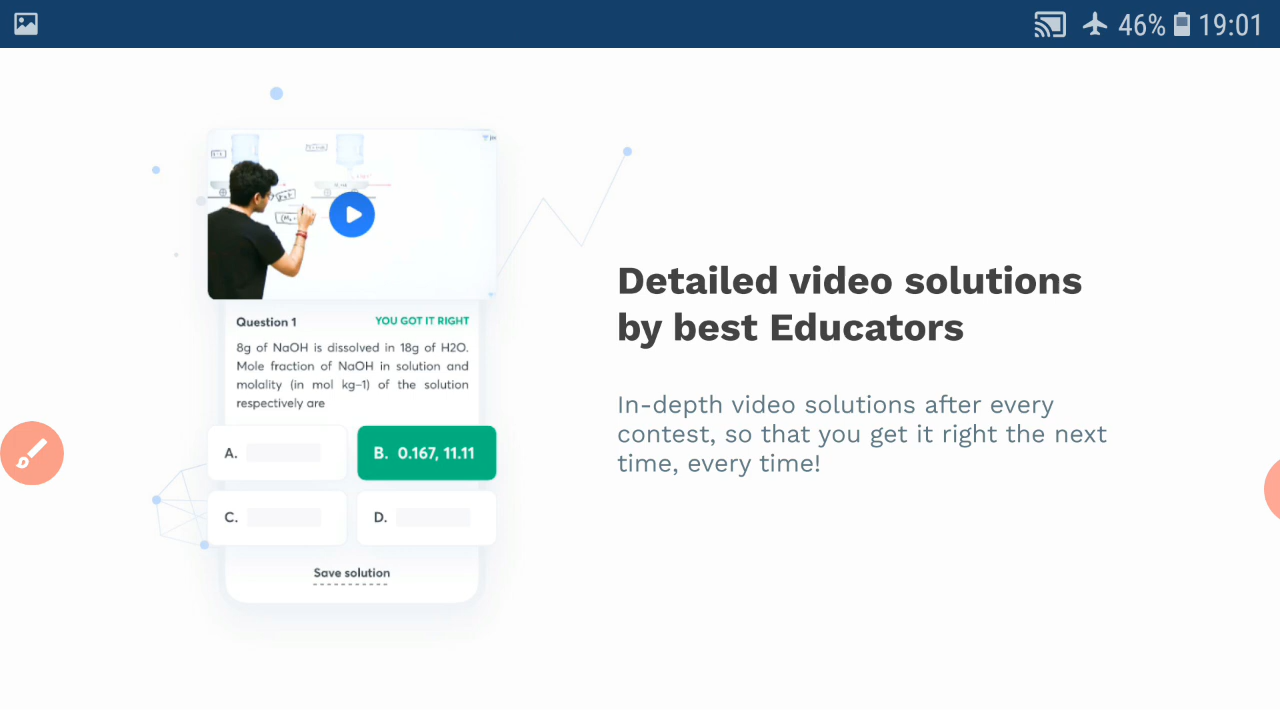 46% 19:01
Question 1 YOU GOT IT RIGHT
8g of NaOH is dissolved in 18g of H2O.
Mole fraction of NaOH in solution and
molality (in mol kg-1) of the solution
respectively are
A. B. 0.167, 11.11
C. D.
Save solution
Detailed video solutions
by best Educators
In-depth video solutions after every
contest, so that you get it right the next
time, every time!